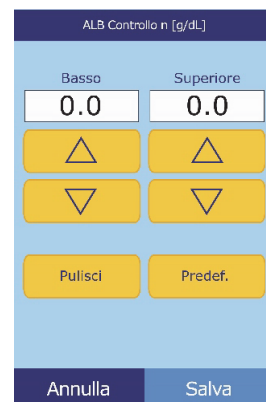 ALB Controllo n [g/dL]
Basso Superiore
0.0 0.0
Pulisci Predef.
Annulla Salva